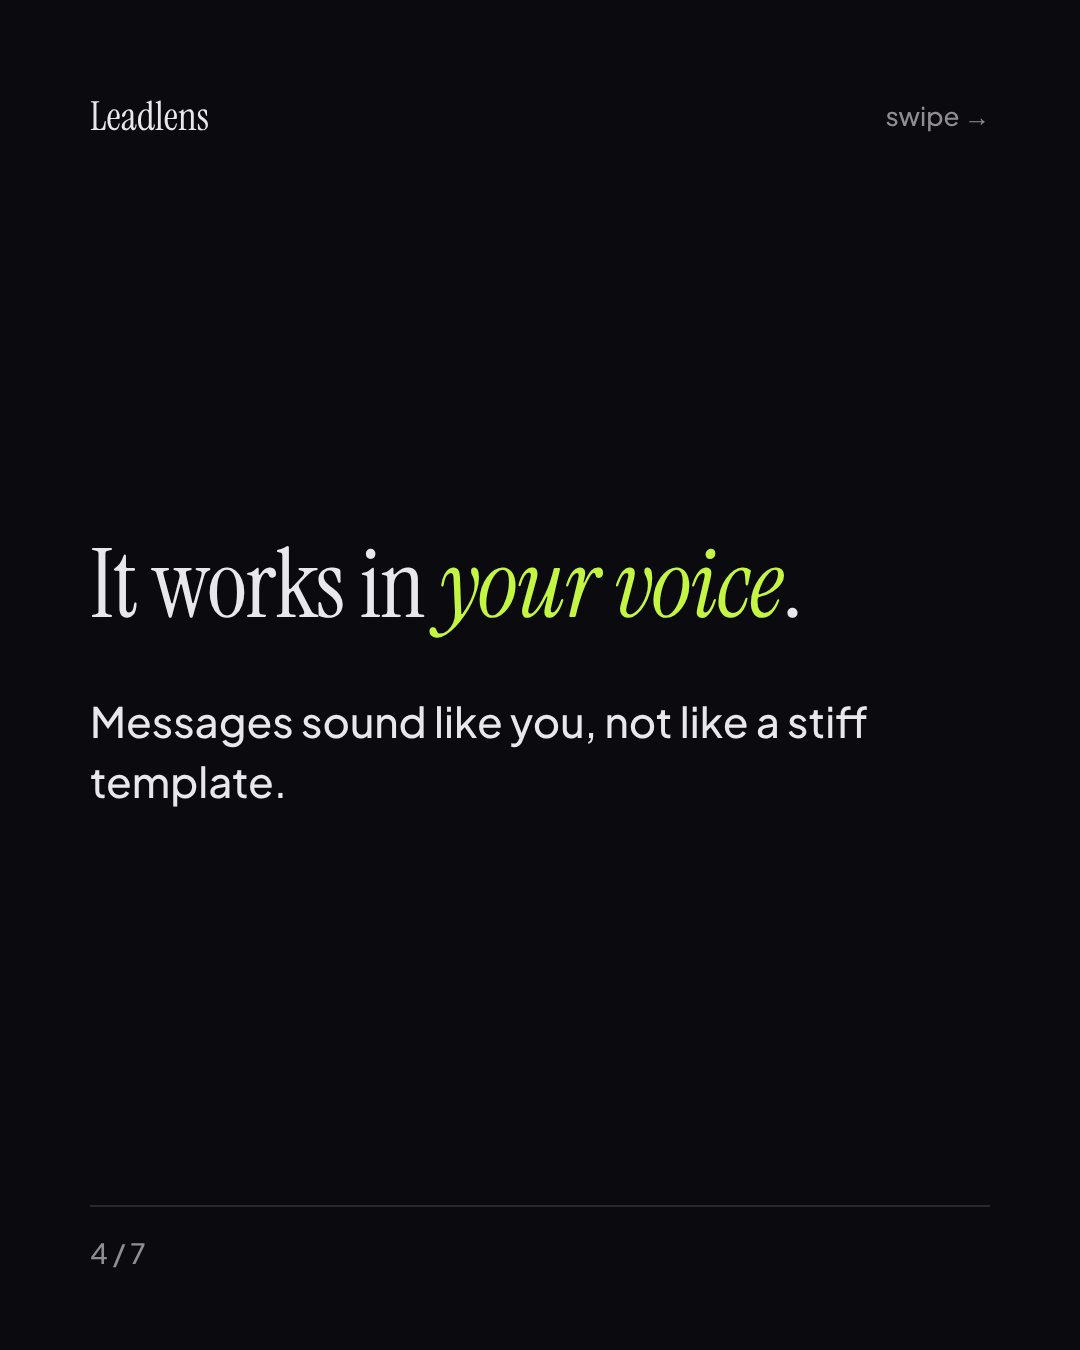 Leadlens
swipe →
It works in your voice.
Messages sound like you, not like a stiff
template.
4 / 7